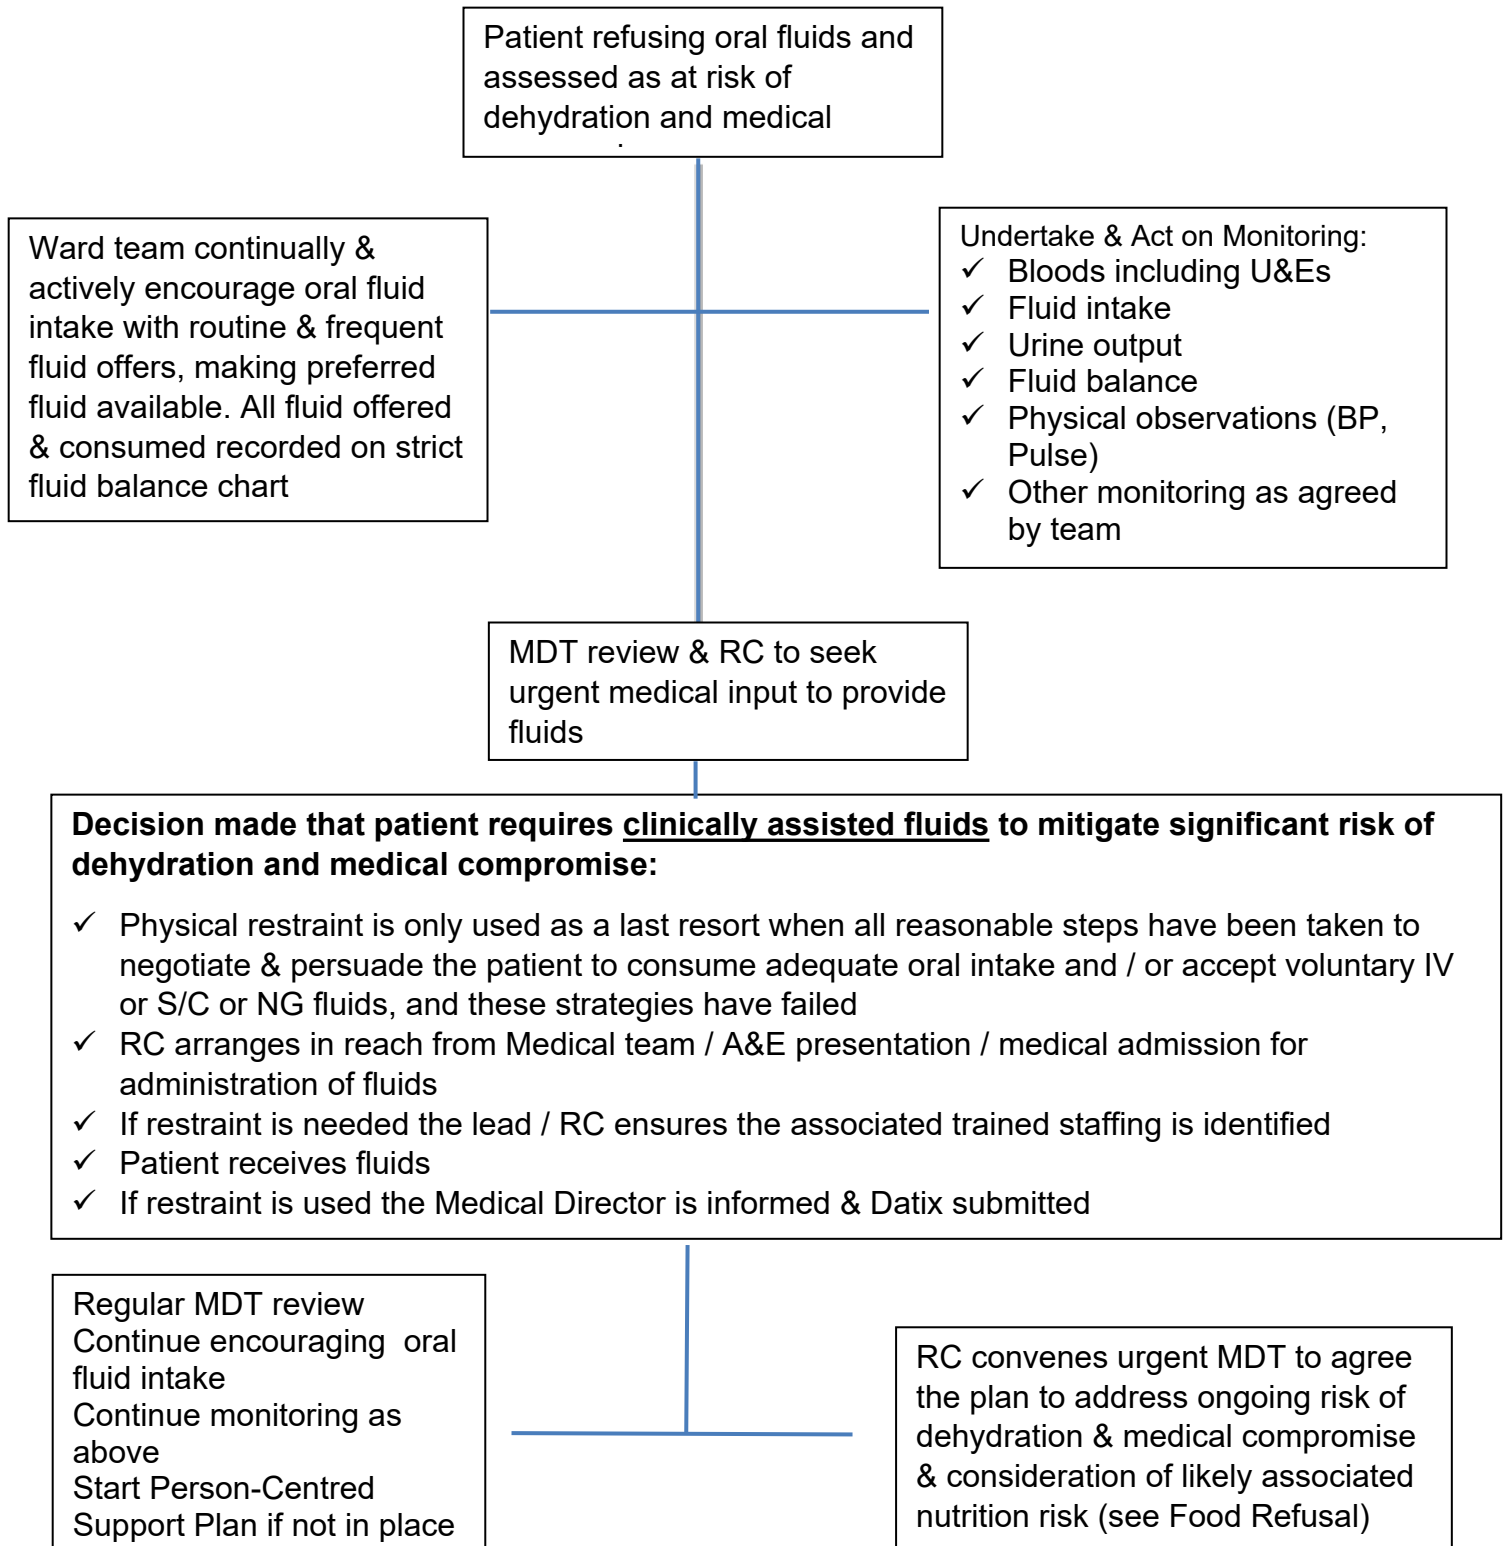 Patient refusing oral fluids and
assessed as at risk of
dehydration and medical
Ward team continually &
actively encourage oral fluid
intake with routine & frequent
fluid offers, making preferred
fluid available. All fluid offered
& consumed recorded on strict
fluid balance chart
Undertake & Act on Monitoring:
✓ Bloods including U&Es
✓ Fluid intake
✓ Urine output
✓ Fluid balance
✓ Physical observations (BP,
Pulse)
✓ Other monitoring as agreed
by team
MDT review & RC to seek
urgent medical input to provide
fluids
Decision made that patient requires clinically assisted fluids to mitigate significant risk of
dehydration and medical compromise:
✓ Physical restraint is only used as a last resort when all reasonable steps have been taken to
negotiate & persuade the patient to consume adequate oral intake and / or accept voluntary IV
or S/C or NG fluids, and these strategies have failed
✓ RC arranges in reach from Medical team / A&E presentation / medical admission for
administration of fluids
✓ If restraint is needed the lead / RC ensures the associated trained staffing is identified
✓ Patient receives fluids
✓ If restraint is used the Medical Director is informed & Datix submitted
Regular MDT review
Continue encouraging oral
fluid intake
Continue monitoring as
above
Start Person-Centred
Support Plan if not in place
RC convenes urgent MDT to agree
the plan to address ongoing risk of
dehydration & medical compromise
& consideration of likely associated
nutrition risk (see Food Refusal)